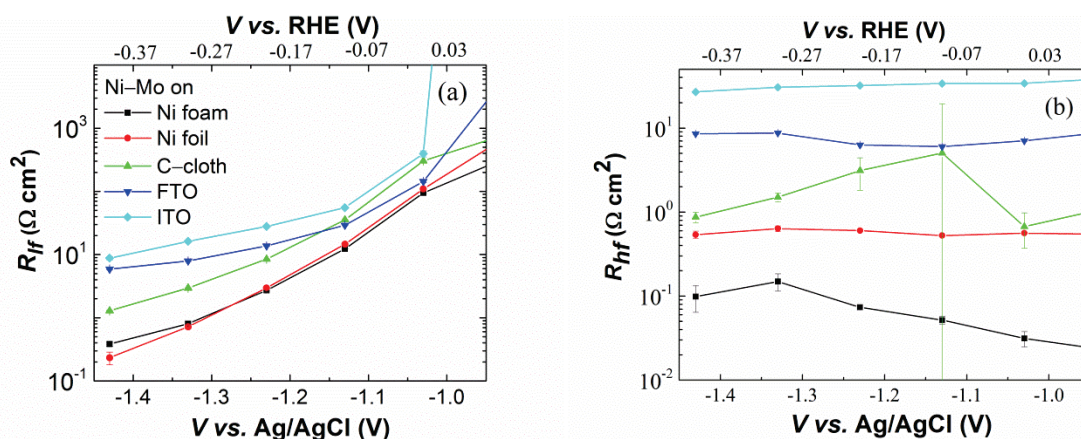 V vs. RHE (V)
-0.37 -0.27 -0.17 -0.07 0.03
(a)
Ni–Mo on
Ni foam
Ni foil
C–cloth
FTO
ITO
R_lf (Ω cm²)
10³
10¹
10⁻¹
-1.4 -1.3 -1.2 -1.1 -1.0
V vs. Ag/AgCl (V)
V vs. RHE (V)
-0.37 -0.27 -0.17 -0.07 0.03
(b)
R_hf (Ω cm²)
10¹
10⁰
10⁻¹
10⁻²
-1.4 -1.3 -1.2 -1.1 -1.0
V vs. Ag/AgCl (V)